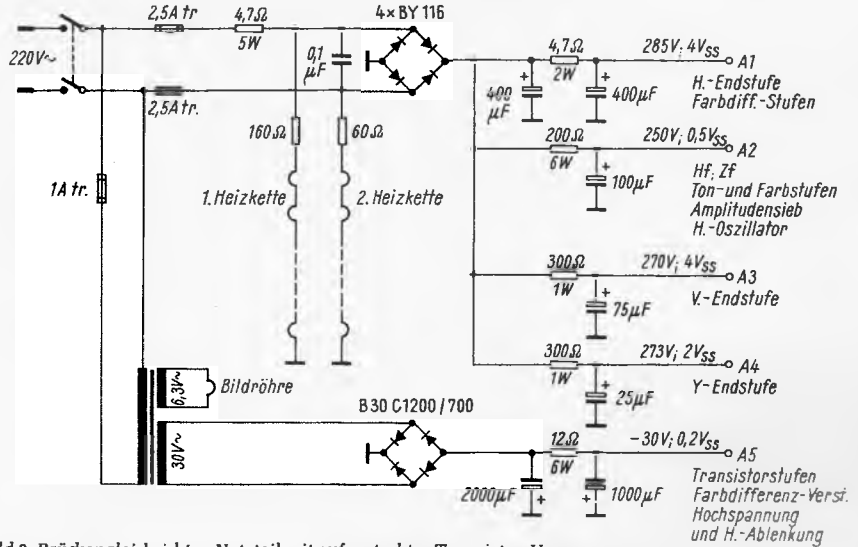 2,5A tr
4,7Ω
5W
4× BY 116
220V~
0,1
μF
2,5A tr.
4,7Ω
2W
285V; 4Vss
A1
H.-Endstufe
Farbdiff.-Stufen
400
μF
400μF
160Ω
60Ω
200Ω
6W
250V; 0,5Vss
A2
100μF
Hf; Zf
Ton-und Farbstufen
Amplitudensieb
H.-Oszillator
1A tr.
1. Heizkette
2. Heizkette
300Ω
1W
270V; 4Vss
A3
V.-Endstufe
75μF
300Ω
1W
273V; 2Vss
A4
Y-Endstufe
25μF
6,3V~
Bildröhre
B30 C1200/700
30V~
12Ω
6W
-30V; 0,2Vss
A5
2000μF
1000μF
Transistorstufen
Farbdifferenz-Verst.
Hochspannung
und H.-Ablenkung